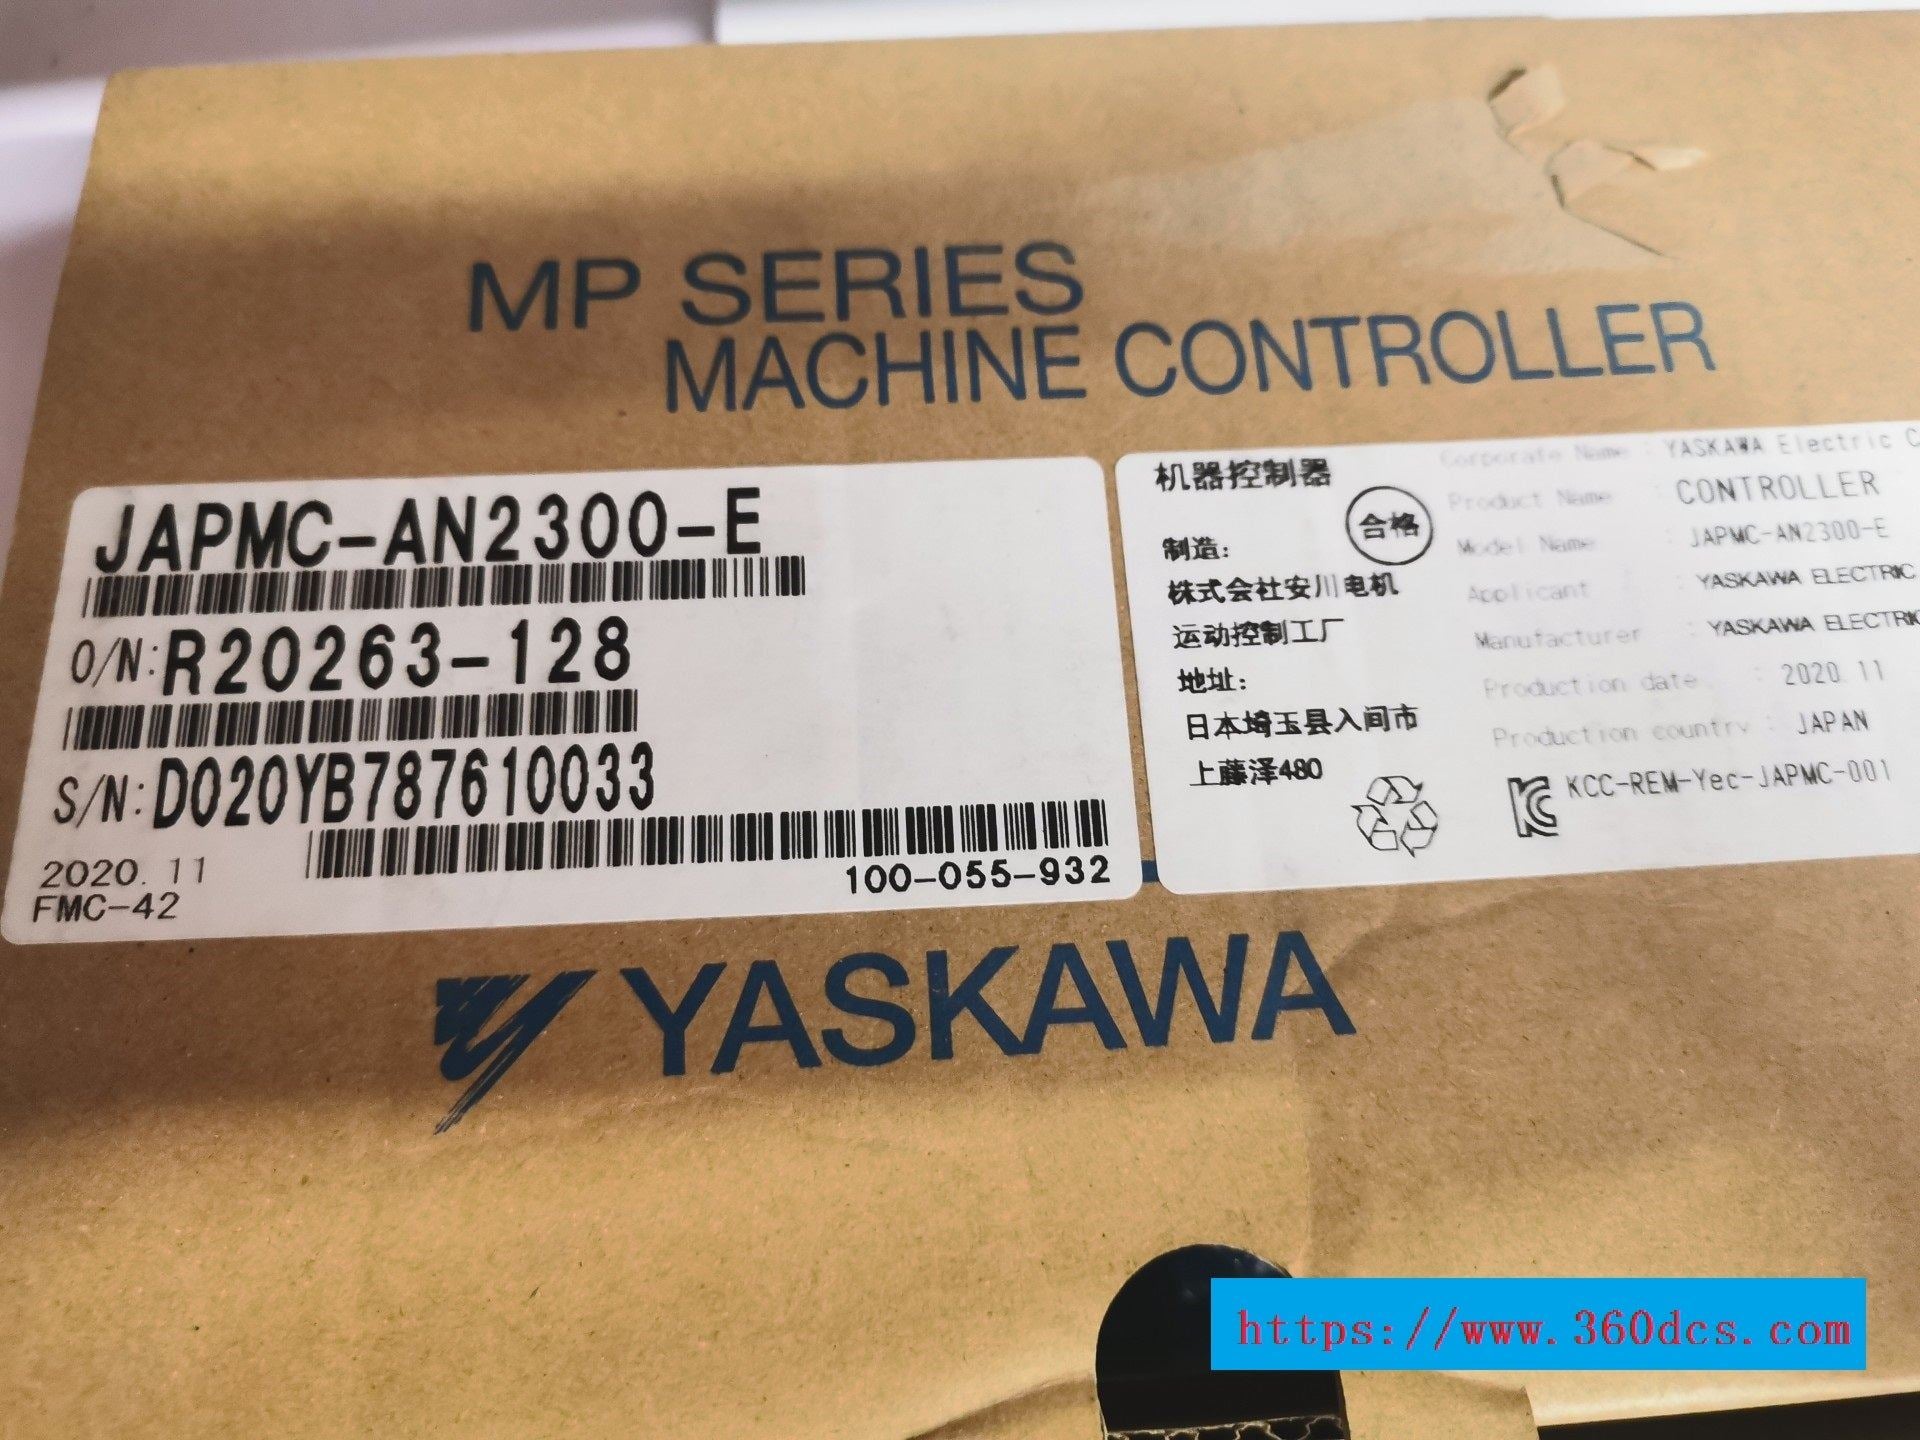 MP SERIES
MACHINE CONTROLLER
JAPMC-AN2300-E
O/N:R20263-128
S/N:D020YB787610033
2020.11
FMC-42
100-055-932
机器控制器
合格
制造:
株式会社安川电机
运动控制工厂
地址:
日本埼玉县入间市
上藤泽480
Corporate Name : YASKAWA Electric
Product Name : CONTROLLER
Model Name : JAPMC-AN2300-E
Applicant : YASKAWA ELECTRIC
Manufacturer : YASKAWA ELECTRIC
Production date. : 2020.11
Production country : JAPAN
KCC-REM-Yec-JAPMC-001
YASKAWA
https://www.360dcs.com